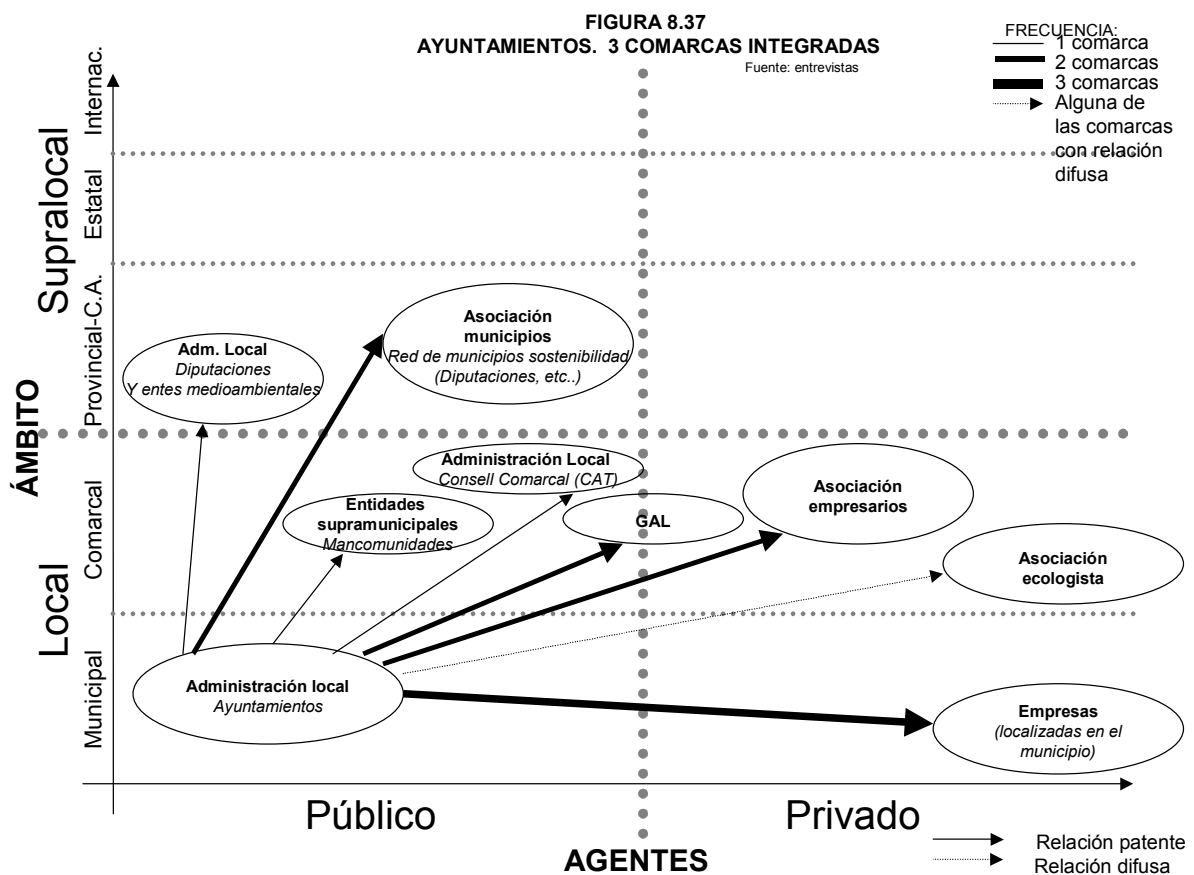 FIGURA 8.37
AYUNTAMIENTOS. 3 COMARCAS INTEGRADAS
Fuente: entrevistas
FRECUENCIA:
1 comarca
2 comarcas
3 comarcas
Alguna de
las comarcas
con relación
difusa
ÁMBITO
Supralocal
Local
Internac.
Estatal
Provincial-C.A.
Comarcal
Municipal
Adm. Local
Diputaciones
Y entes medioambientales
Asociación
municipios
Red de municipios sostenibilidad
(Diputaciones, etc..)
Administración Local
Consell Comarcal (CAT)
Entidades
supramunicipales
Mancomunidades
GAL
Asociación
empresarios
Asociación
ecologista
Administración local
Ayuntamientos
Empresas
(localizadas en el
municipio)
Público
Privado
AGENTES
Relación patente
Relación difusa